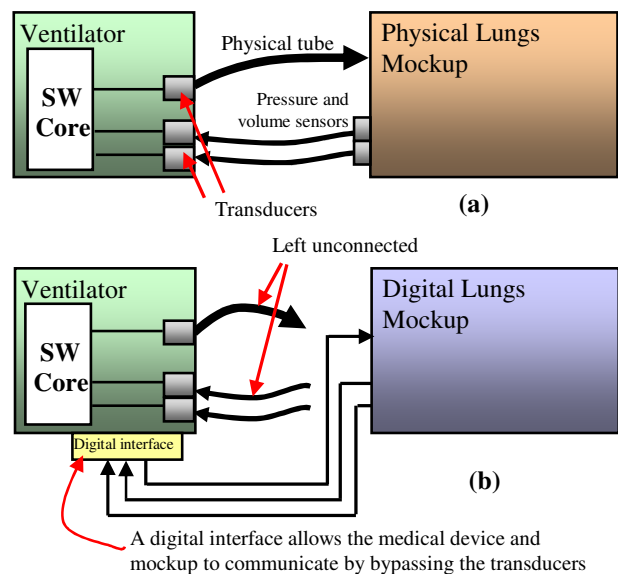 Ventilator
SW
Core
Physical tube
Pressure and
volume sensors
Physical Lungs
Mockup
Transducers
(a)
Left unconnected
Ventilator
SW
Core
Digital interface
Digital Lungs
Mockup
(b)
A digital interface allows the medical device and
mockup to communicate by bypassing the transducers